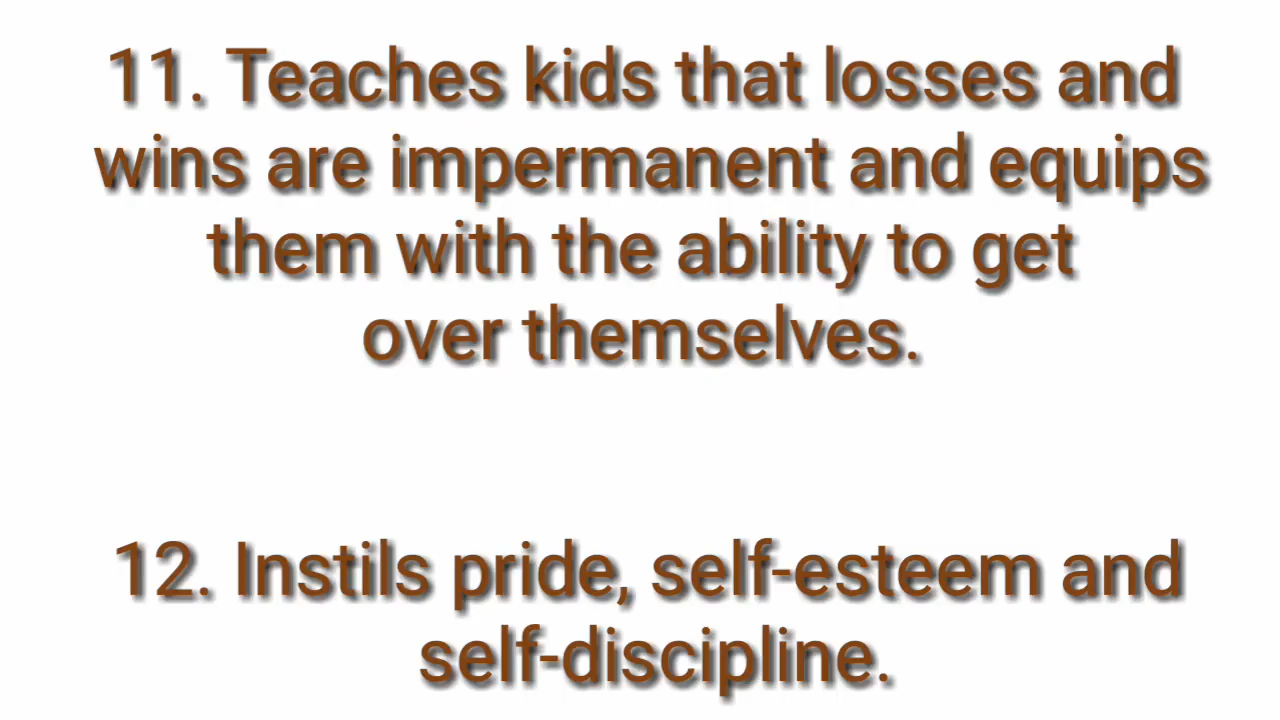 11. Teaches kids that losses and
wins are impermanent and equips
them with the ability to get
over themselves.
12. Instils pride, self-esteem and
self-discipline.